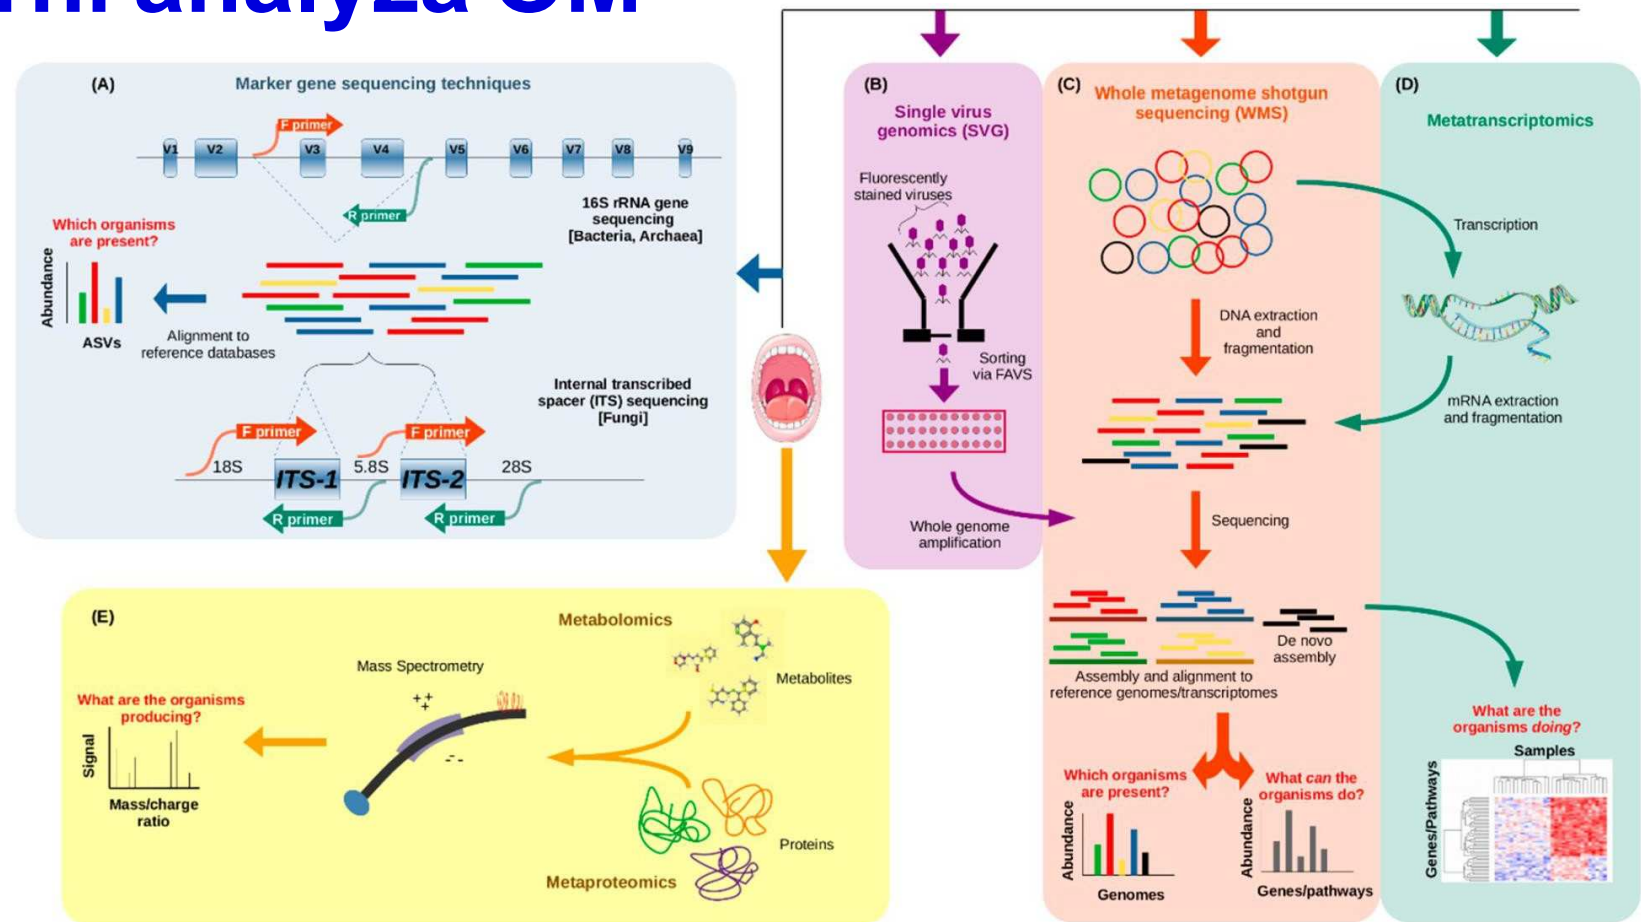 analýza OM
(A)
Marker gene sequencing techniques
F primer
V1
V2
V3
V4
V5
V6
V7
V8
V9
R primer
16S rRNA gene
sequencing
[Bacteria, Archaea]
Which organisms
are present?
Abundance
ASVs
Alignment to
reference databases
Internal transcribed
spacer (ITS) sequencing
[Fungi]
F primer
F primer
18S
ITS-1
5.8S
ITS-2
28S
R primer
R primer
(B)
Single virus
genomics (SVG)
Fluorescently
stained viruses
Sorting
via FAVS
Whole genome
amplification
(C)
Whole metagenome shotgun
sequencing (WMS)
DNA extraction
and
fragmentation
Sequencing
De novo
assembly
Assembly and alignment to
reference genomes/transcriptomes
Which organisms
are present?
Abundance
Genomes
What can the
organisms do?
Abundance
Genes/pathways
(D)
Metatranscriptomics
Transcription
mRNA extraction
and fragmentation
What are the
organisms doing?
Samples
Genes/Pathways
(E)
Metabolomics
Metabolites
Mass Spectrometry
++
+
--
What are the organisms
producing?
Signal
Mass/charge
ratio
Proteins
Metaproteomics